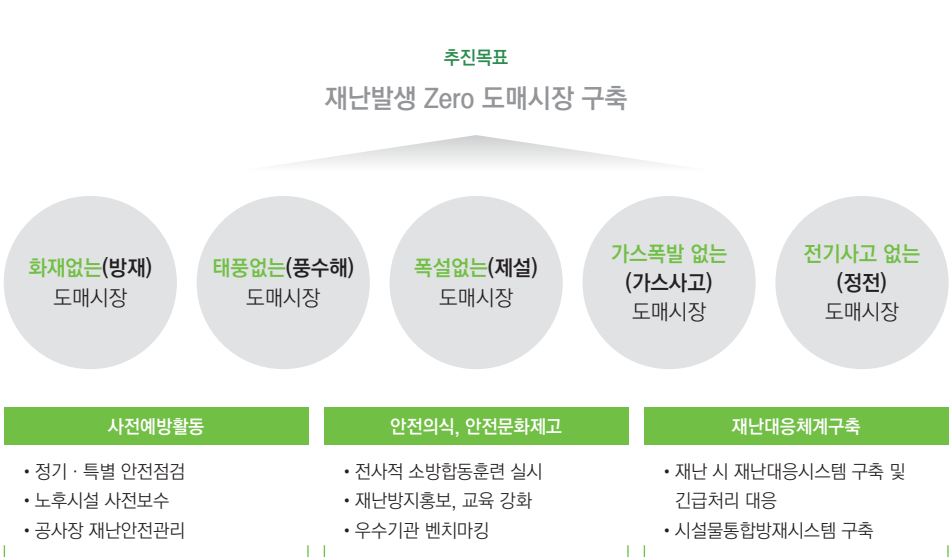 추진목표
재난발생 Zero 도매시장 구축
화재없는(방재)
도매시장
태풍없는(풍수해)
도매시장
폭설없는(제설)
도매시장
가스폭발 없는
(가스사고)
도매시장
전기사고 없는
(정전)
도매시장
사전예방활동
• 정기 · 특별 안전점검
• 노후시설 사전보수
• 공사장 재난안전관리
안전의식, 안전문화제고
• 전사적 소방합동훈련 실시
• 재난방지홍보, 교육 강화
• 우수기관 벤치마킹
재난대응체계구축
• 재난 시 재난대응시스템 구축 및
긴급처리 대응
• 시설물통합방재시스템 구축